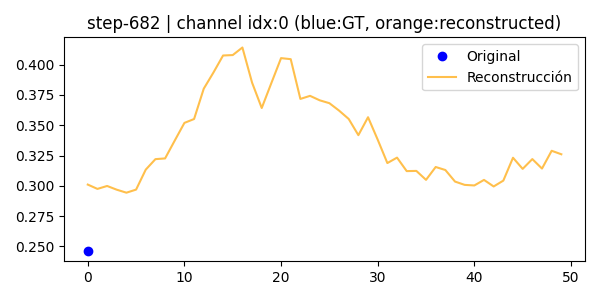 step-682 | channel idx:0 (blue:GT, orange:reconstructed)
Original
Reconstrucción
0.400
0.375
0.350
0.325
0.300
0.275
0.250
0 10 20 30 40 50